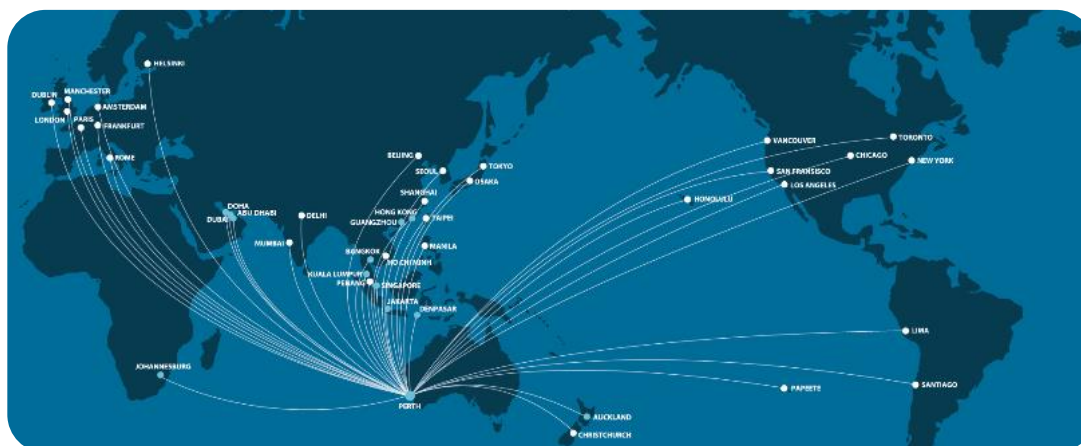 HELSINKI
DUBLIN
MANCHESTER
AMSTERDAM
LONDON
PARIS
FRANKFURT
ROME
BEIJING
TOKYO
SEOUL
OSAKA
SHANGHAI
DOHA
ABU DHABI
DUBAI
DELHI
HONG KONG
GUANGZHOU
TAIPEI
MUMBAI
MANILA
BANGKOK
HO CHI MINH
KUALA LUMPUR
PENANG
SINGAPORE
JAKARTA
DENPASAR
JOHANNESBURG
PERTH
VANCOUVER
TORONTO
CHICAGO
NEW YORK
SAN FRANSISCO
LOS ANGELES
HONOLULU
LIMA
SANTIAGO
PAPEETE
AUCKLAND
CHRISTCHURCH